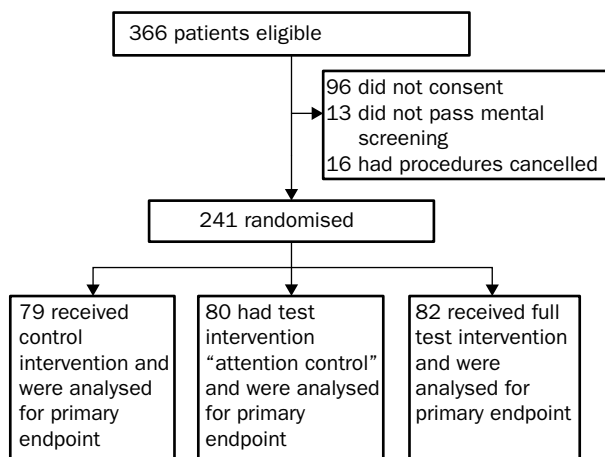 366 patients eligible
96 did not consent
13 did not pass mental
screening
16 had procedures cancelled
241 randomised
79 received
control
intervention and
were analysed
for primary
endpoint
80 had test
intervention
“attention control”
and were analysed
for primary
endpoint
82 received full
test intervention
and were
analysed for
primary endpoint